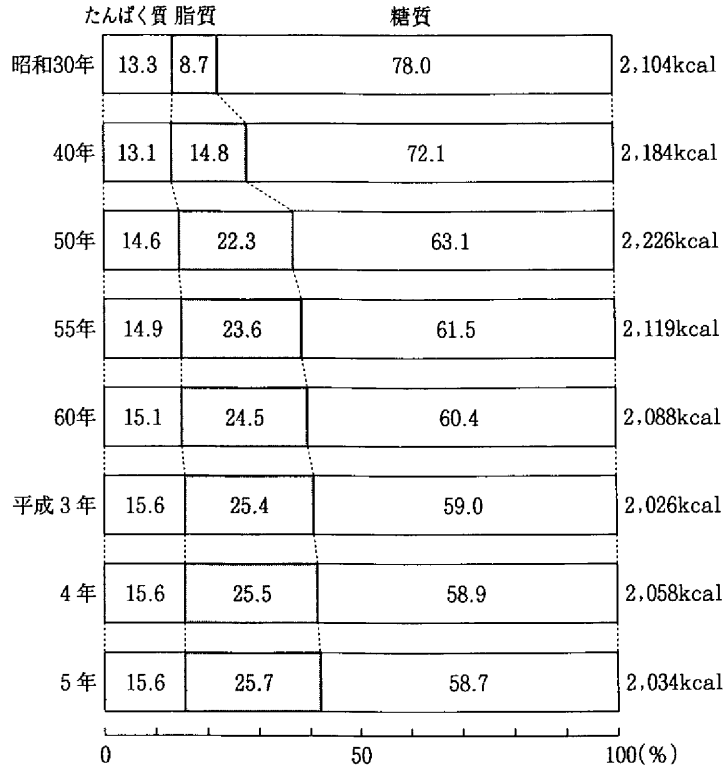 たんぱく質 脂質 糖質
昭和30年 13.3 8.7 78.0 2,104kcal
40年 13.1 14.8 72.1 2,184kcal
50年 14.6 22.3 63.1 2,226kcal
55年 14.9 23.6 61.5 2,119kcal
60年 15.1 24.5 60.4 2,088kcal
平成3年 15.6 25.4 59.0 2,026kcal
4年 15.6 25.5 58.9 2,058kcal
5年 15.6 25.7 58.7 2,034kcal
0 50 100(%)